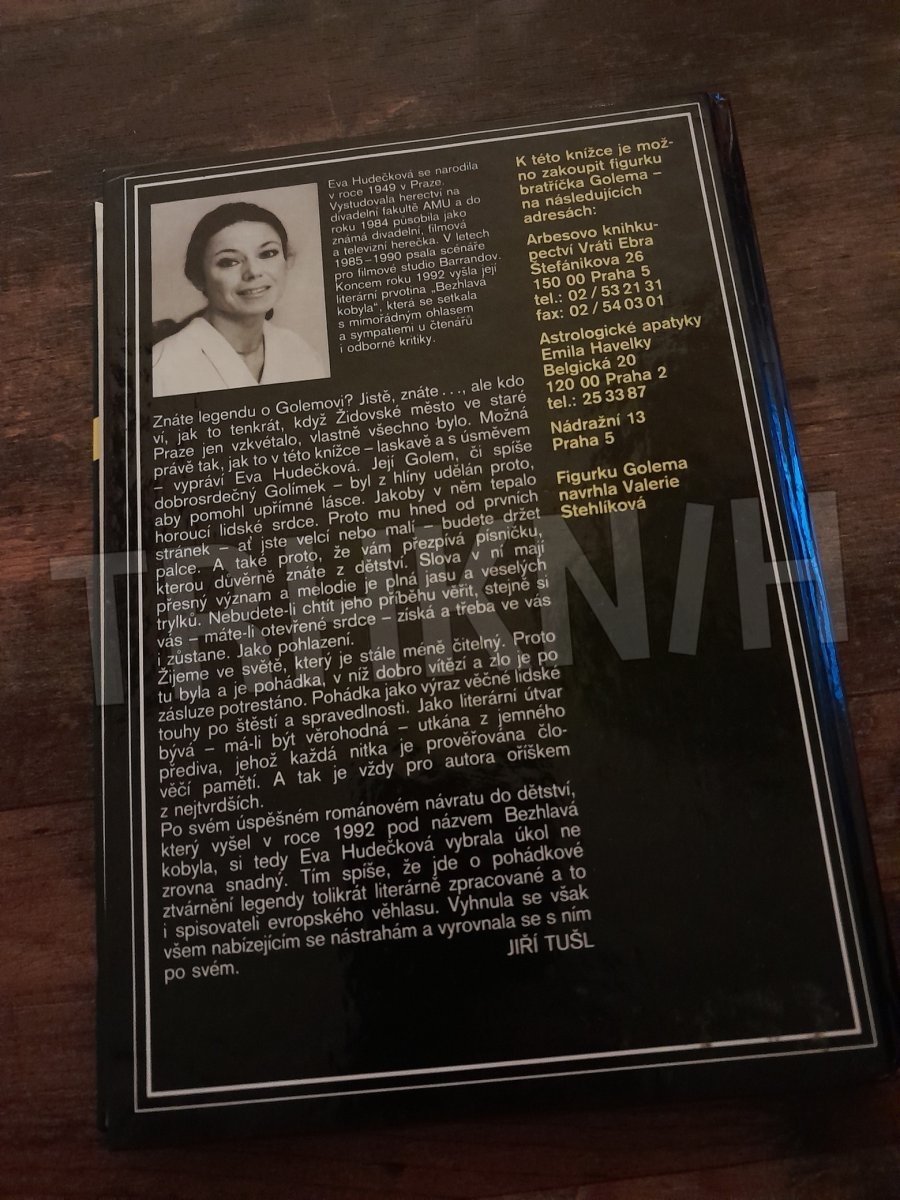 Eva Hudečková se narodila
v roce 1949 v Praze.
Vystudovala herectví na
divadelní fakultě AMU a do
roku 1984 působila jako
známá divadelní, filmová
a televizní herečka. V letech
1985–1990 psala scénáře
pro filmové studio Barrandov.
Koncem roku 1992 vyšla její
literární prvotina „Bezhlavá
kobyla“, která se setkala
s mimořádným ohlasem
a sympatiemi u čtenářů
i odborné kritiky.
K této knížce je mož-
no zakoupit figurku
bratříčka Golema –
na následujících
adresách:
Arbesovo knihku-
pectví Vráti Ebra
Štefánikova 26
150 00 Praha 5
tel.: 02/53 21 31
fax: 02/54 03 01
Astrologické apatyky
Emila Havelky
Belgická 20
120 00 Praha 2
tel.: 25 33 87
Nádražní 13
Praha 5
Figurku Golema
navrhla Valerie
Stehlíková
Znáte legendu o Golemovi? Jistě, znáte ..., ale kdo
ví, jak to tenkrát, když Židovské město ve staré
Praze jen vzkvétalo, vlastně všechno bylo. Možná
právě tak, jak to v této knížce – laskavě a s úsměvem
– vypráví Eva Hudečková. Její Golem, či spíše
dobrosrdečný Golímek – byl z hlíny udělán proto,
aby pomohl upřímné lásce. Jakoby v něm tepalo
horoucí lidské srdce. Proto mu hned od prvních
stránek – ať jste velcí nebo malí – budete držet
palce. A také proto, že vám přezpívá písničku,
kterou důvěrně znáte z dětství. Slova v ní mají
přesný význam a melodie je plná jasu a veselých
trylků. Nebudete-li chtít jeho příběhu věřit, stejně si
vás – máte-li otevřené srdce – získá a třeba ve vás
i zůstane. Jako pohlazení.
Žijeme ve světě, který je stále méně čitelný. Proto
tu byla a je pohádka, v níž dobro vítězí a zlo je po
zásluze potrestáno. Pohádka jako výraz věčné lidské
touhy po štěstí a spravedlnosti. Jako literární útvar
bývá – má-li být věrohodná – utkána z jemného
přediva, jehož každá nitka je prověřována člo-
věčí pamětí. A tak je vždy pro autora oříškem
z nejtvrdších.
Po svém úspěšném románovém návratu do dětství,
který vyšel v roce 1992 pod názvem Bezhlavá
kobyla, si tedy Eva Hudečková vybrala úkol ne
zrovna snadný. Tím spíše, že jde o pohádkové
ztvárnění legendy tolikrát literárně zpracované a to
i spisovateli evropského věhlasu. Vyhnula se však
všem nabízejícím se nástrahám a vyrovnala se s ním
po svém.
JIŘÍ TUŠL
TRHKNIH